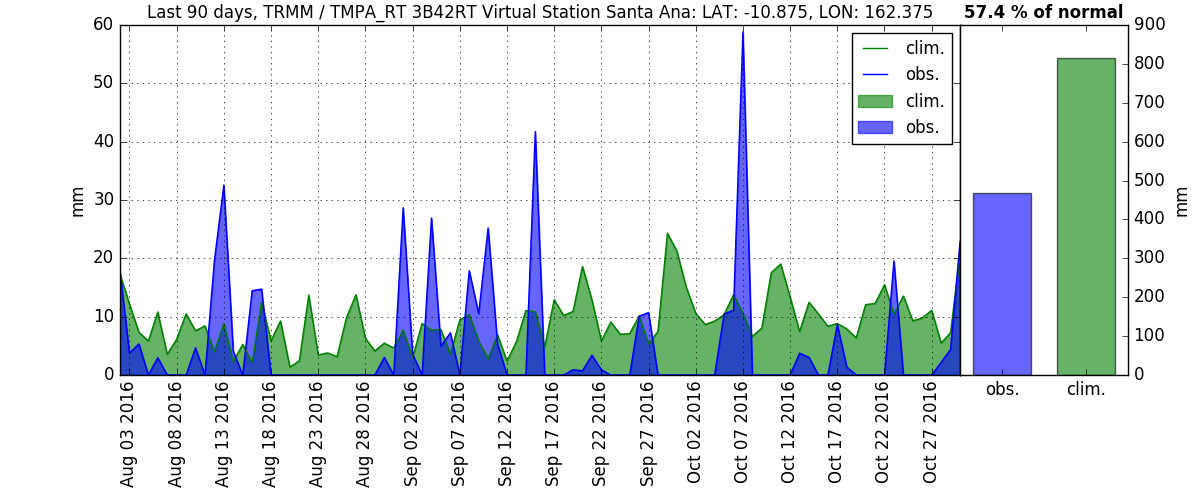 Last 90 days, TRMM / TMPA_RT 3B42RT Virtual Station Santa Ana: LAT: -10.875, LON: 162.375
57.4 % of normal
60
50
40
30
20
10
0
mm
clim.
obs.
clim.
obs.
900
800
700
600
500
400
300
200
100
0
mm
obs.
clim.
Aug 03 2016
Aug 08 2016
Aug 13 2016
Aug 18 2016
Aug 23 2016
Aug 28 2016
Sep 02 2016
Sep 07 2016
Sep 12 2016
Sep 17 2016
Sep 22 2016
Sep 27 2016
Oct 02 2016
Oct 07 2016
Oct 12 2016
Oct 17 2016
Oct 22 2016
Oct 27 2016